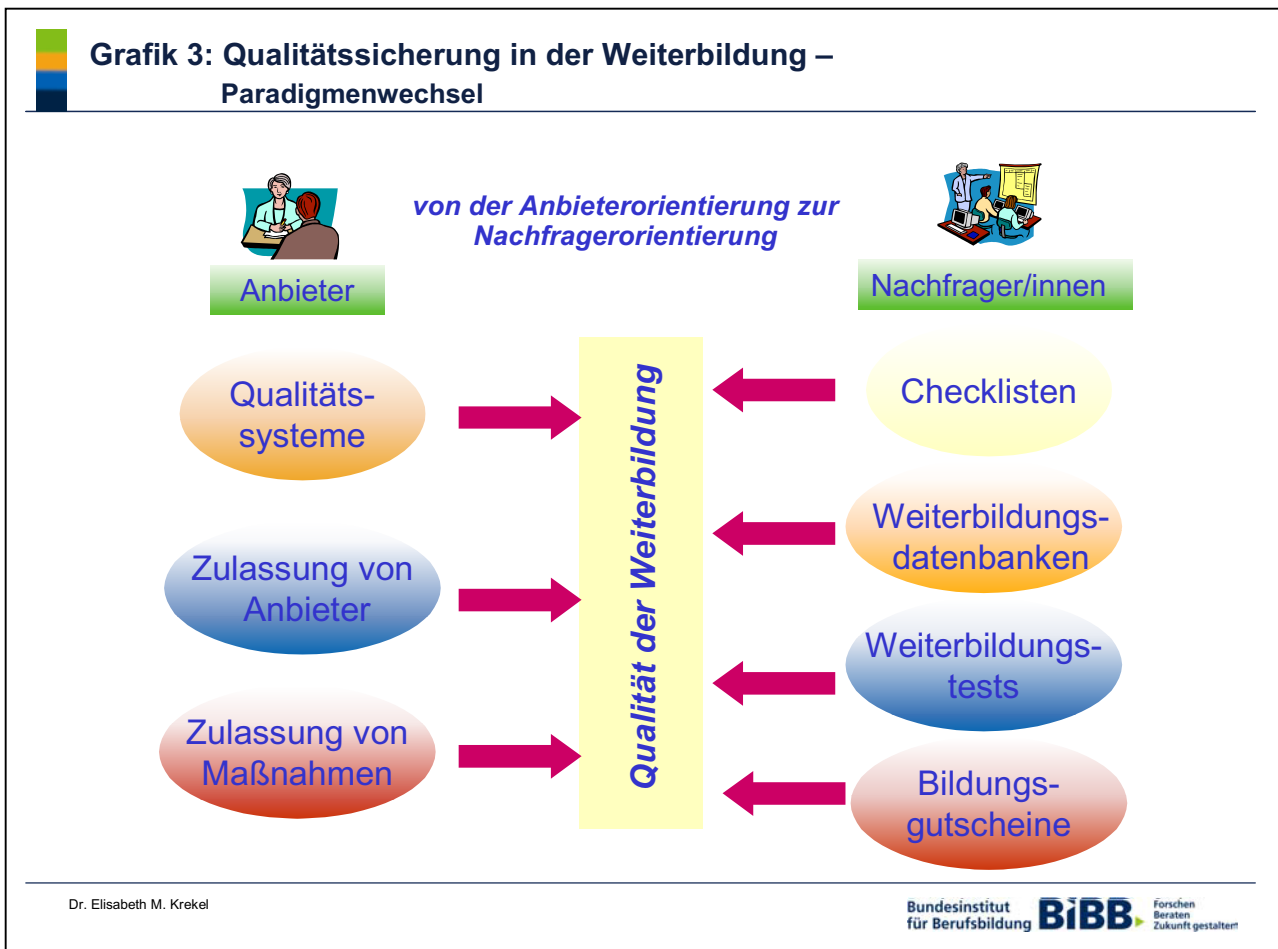 Grafik 3: Qualitätssicherung in der Weiterbildung –
Paradigmenwechsel
von der Anbieterorientierung zur
Nachfragerorientierung
Anbieter
Nachfrager/innen
Qualitäts-
systeme
Zulassung von
Anbieter
Zulassung von
Maßnahmen
Qualität der Weiterbildung
Checklisten
Weiterbildungs-
datenbanken
Weiterbildungs-
tests
Bildungs-
gutscheine
Dr. Elisabeth M. Krekel
Bundesinstitut
für Berufsbildung
BiBB
Forschen
Beraten
Zukunft gestalten